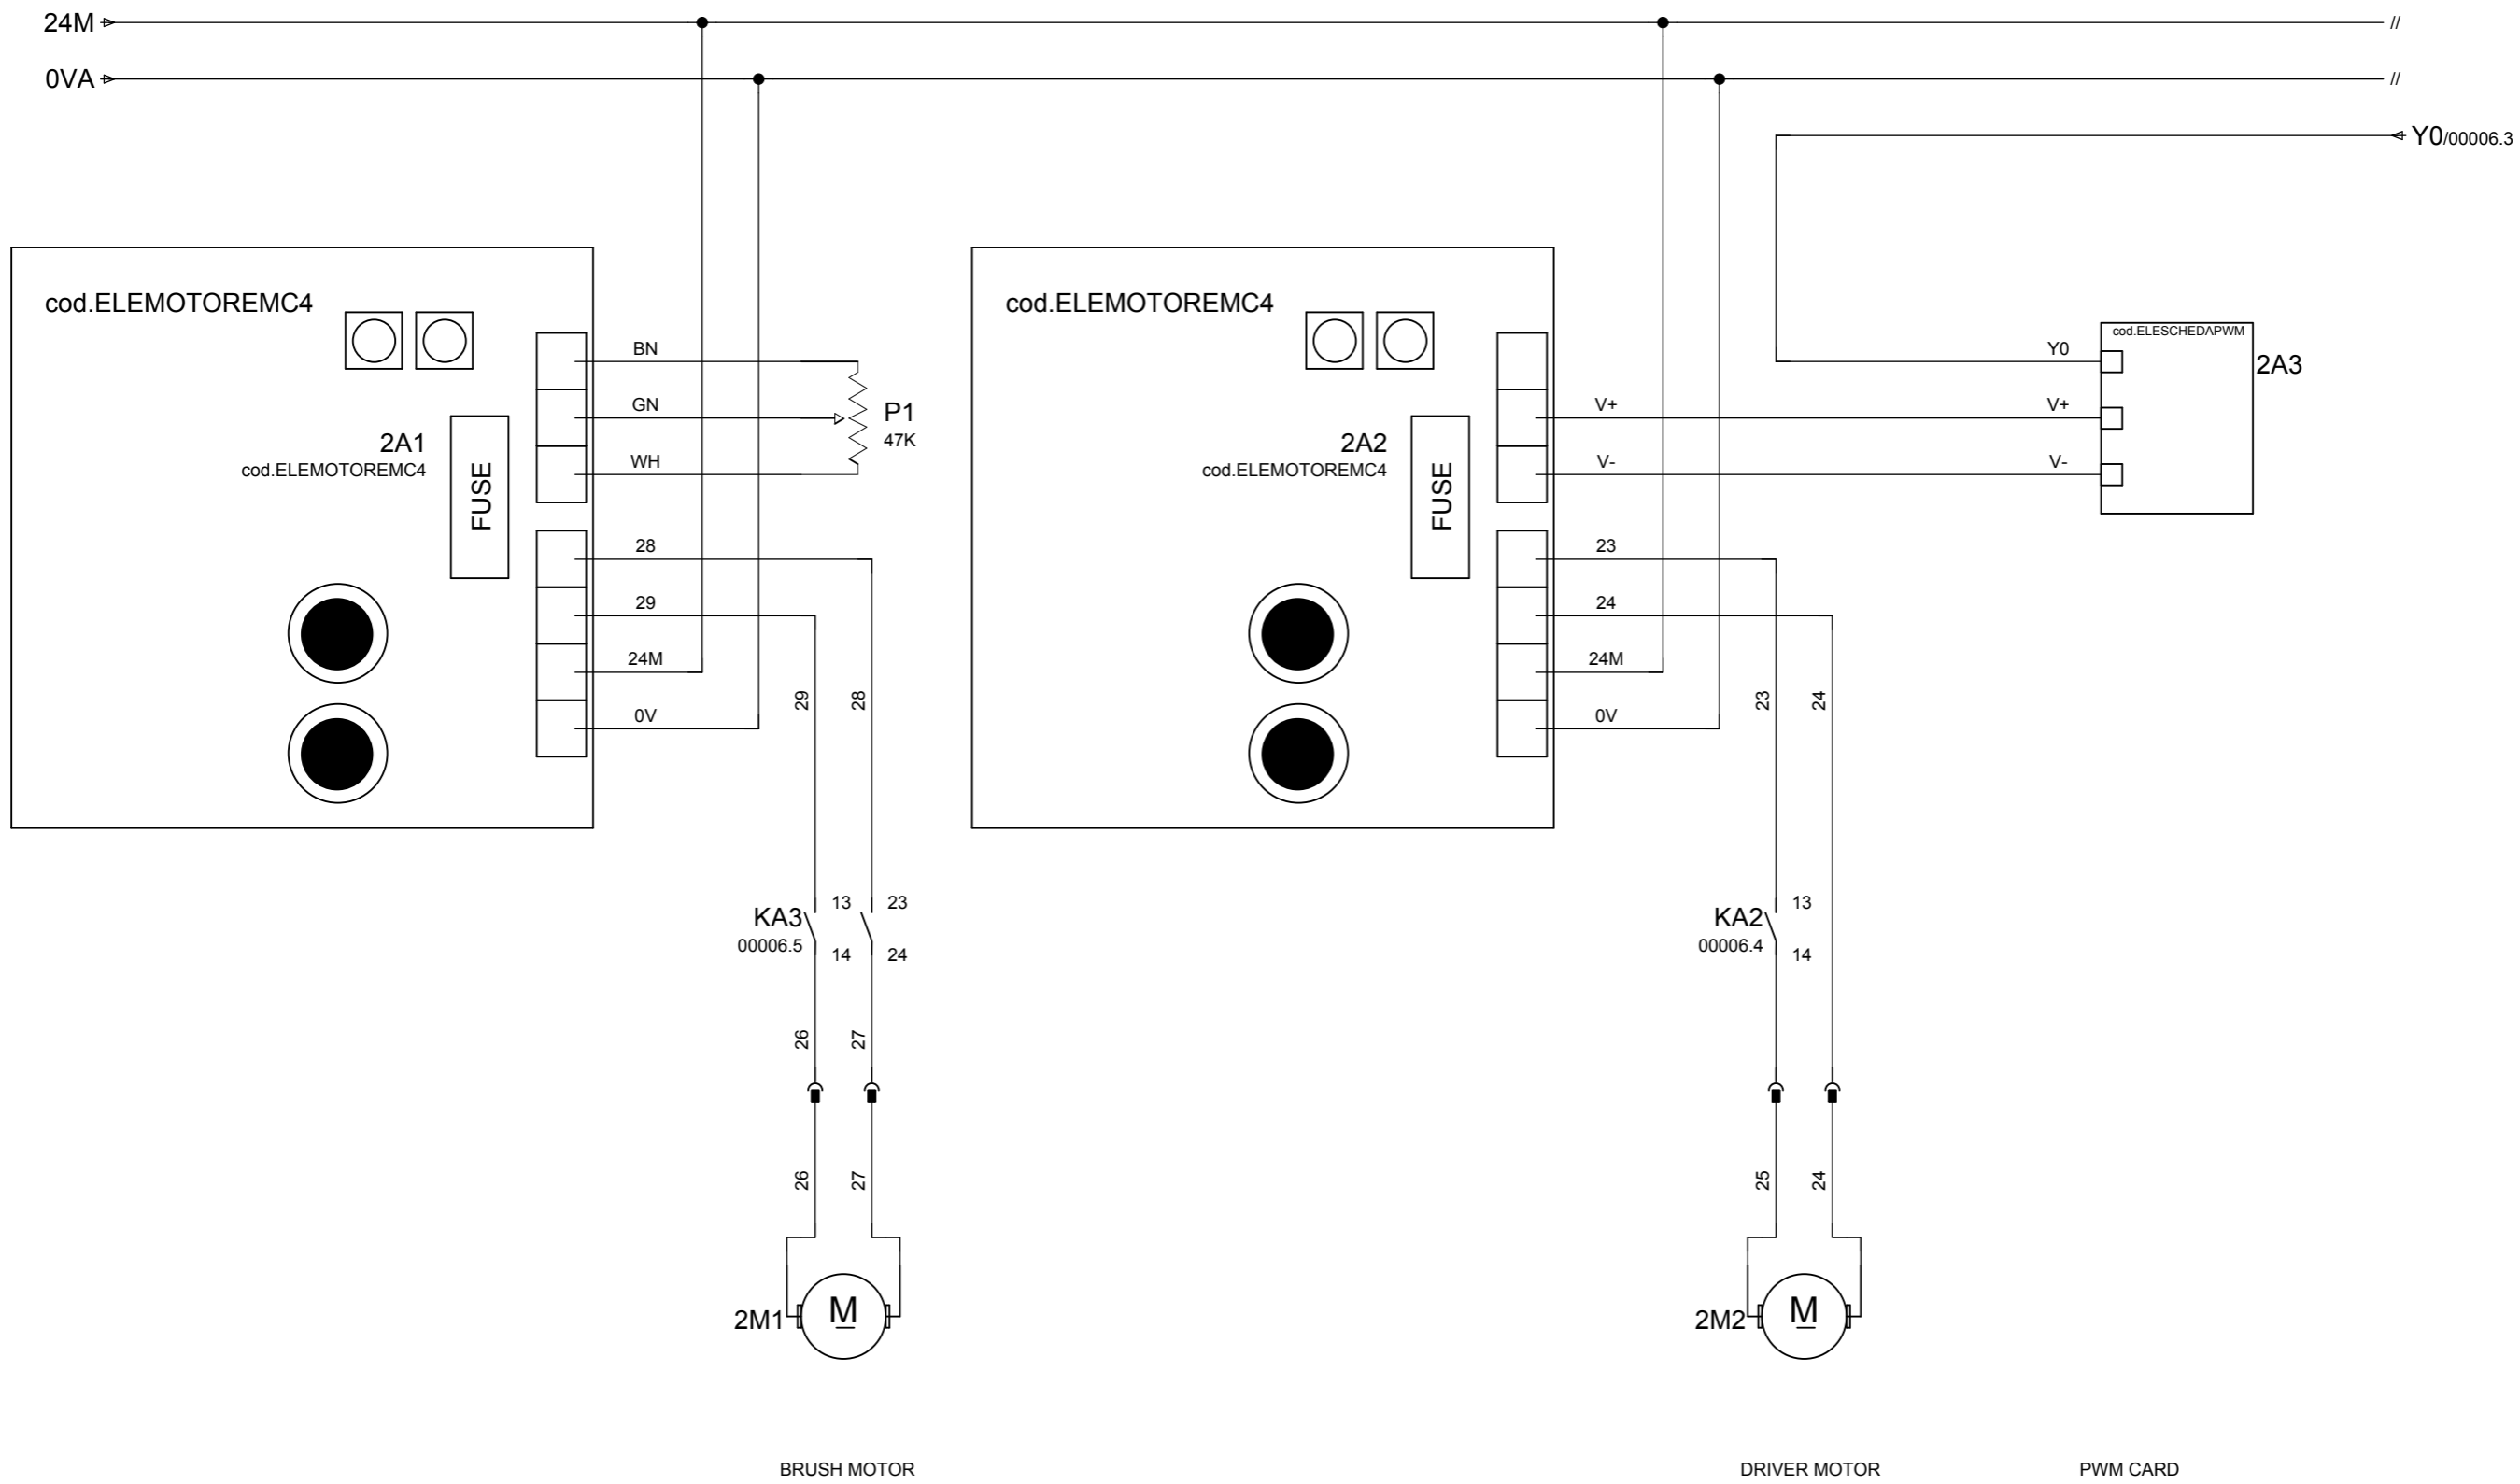 24M
//
0VA
//
Y0/00006.3
cod.ELEMOTOREMC4
BN
GN
WH
P1
47K
2A1
cod.ELEMOTOREMC4
FUSE
28
29
24M
0V
29
28
KA3
00006.5
13
14
23
24
26
27
26
27
2M1
M
BRUSH MOTOR
cod.ELEMOTOREMC4
2A2
cod.ELEMOTOREMC4
FUSE
V+
V-
23
24
24M
0V
23
24
KA2
00006.4
13
14
25
24
2M2
M
DRIVER MOTOR
cod.ELESCHEDAPWM
2A3
Y0
V+
V-
PWM CARD